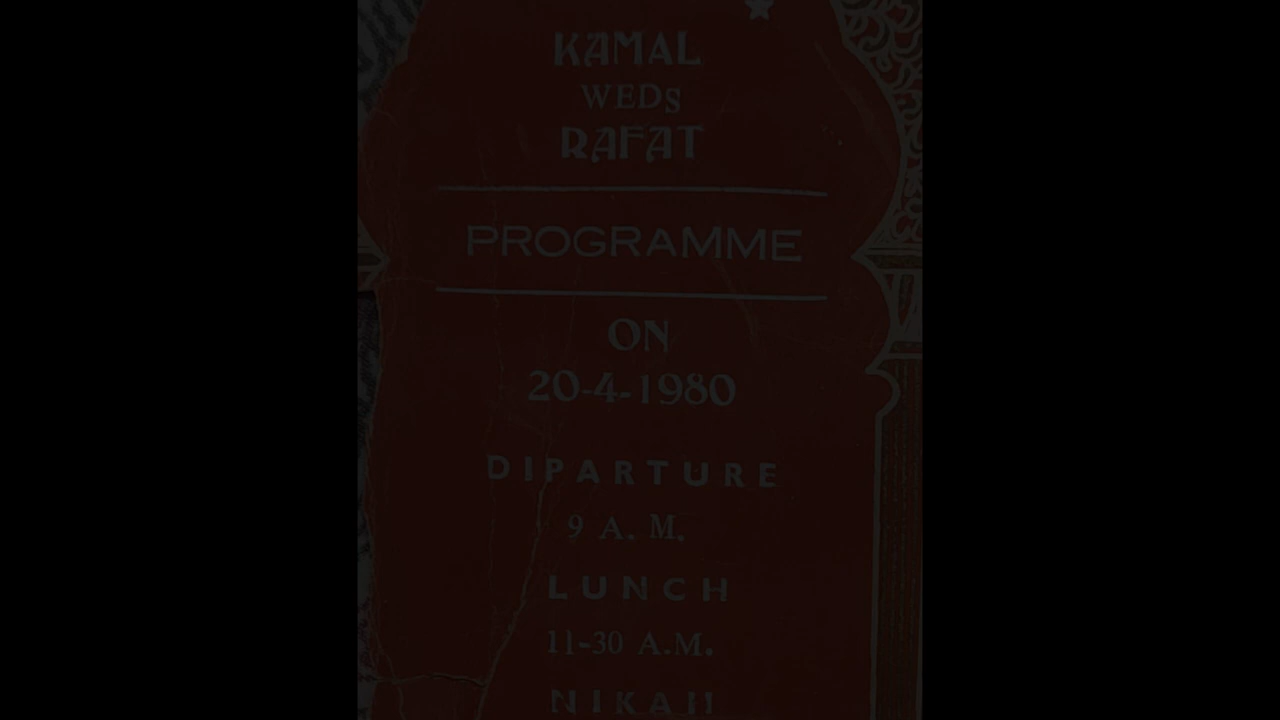 KAMAL
WEDS
RAFAT
PROGRAMME
ON
20-4-1980
DIPARTURE
9 A. M.
LUNCH
11-30 A.M.
NIKAH